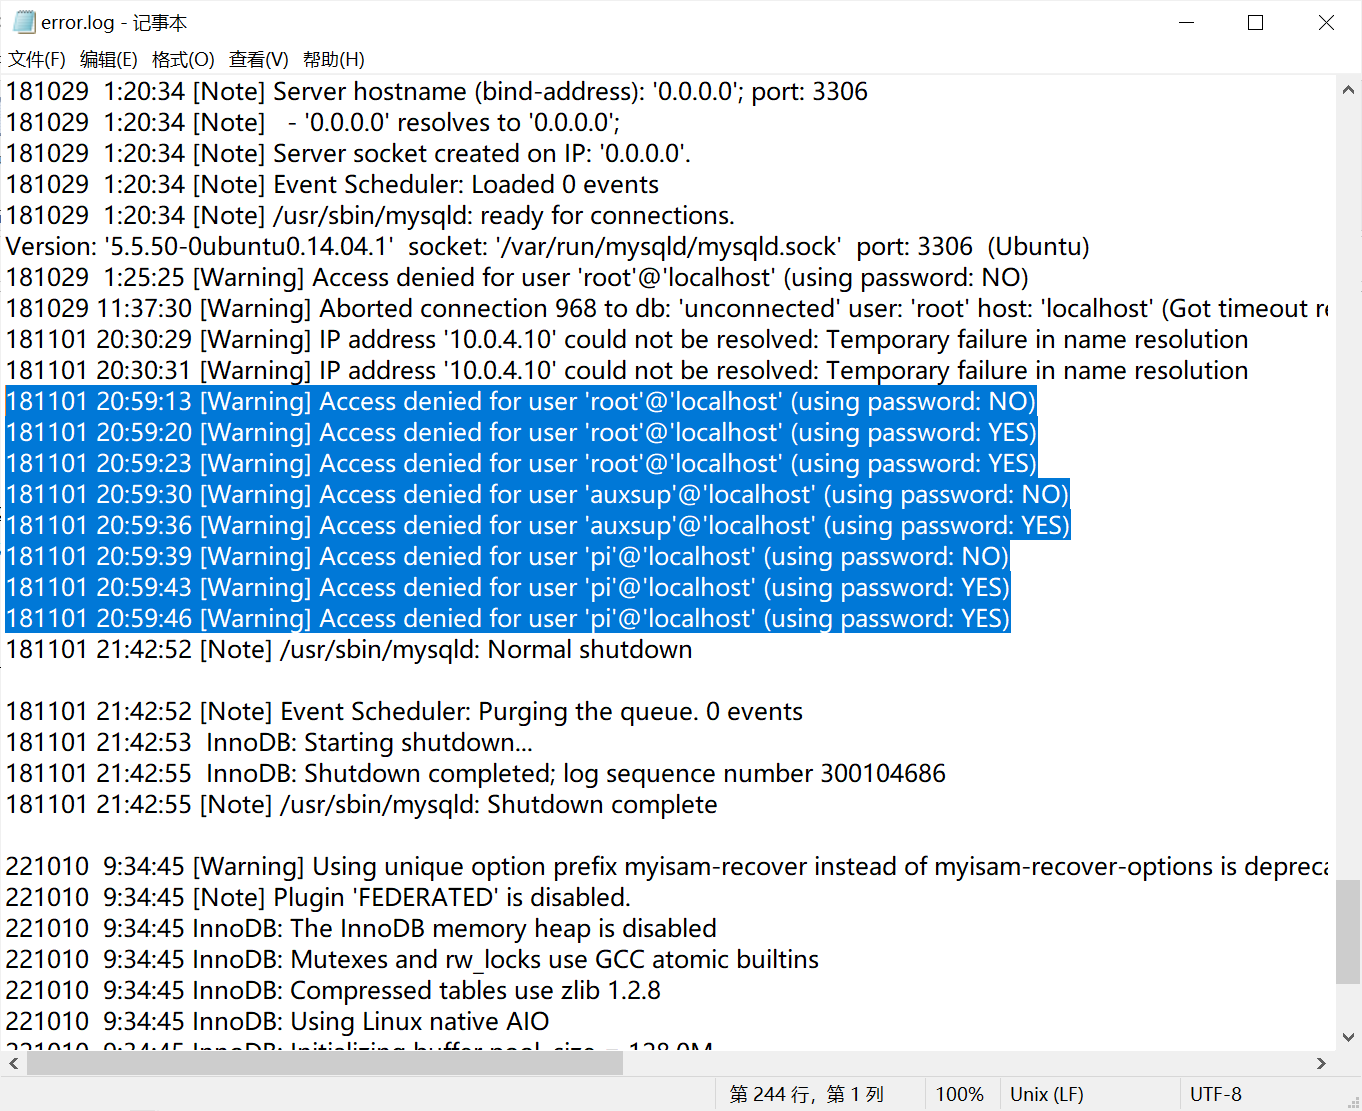 error.log - 记事本
文件(F) 编辑(E) 格式(O) 查看(V) 帮助(H)
181029  1:20:34 [Note] Server hostname (bind-address): '0.0.0.0'; port: 3306
181029  1:20:34 [Note]   - '0.0.0.0' resolves to '0.0.0.0';
181029  1:20:34 [Note] Server socket created on IP: '0.0.0.0'.
181029  1:20:34 [Note] Event Scheduler: Loaded 0 events
181029  1:20:34 [Note] /usr/sbin/mysqld: ready for connections.
Version: '5.5.50-0ubuntu0.14.04.1'  socket: '/var/run/mysqld/mysqld.sock'  port: 3306  (Ubuntu)
181029  1:25:25 [Warning] Access denied for user 'root'@'localhost' (using password: NO)
181029 11:37:30 [Warning] Aborted connection 968 to db: 'unconnected' user: 'root' host: 'localhost' (Got timeout re
181101 20:30:29 [Warning] IP address '10.0.4.10' could not be resolved: Temporary failure in name resolution
181101 20:30:31 [Warning] IP address '10.0.4.10' could not be resolved: Temporary failure in name resolution
181101 20:59:13 [Warning] Access denied for user 'root'@'localhost' (using password: NO)
181101 20:59:20 [Warning] Access denied for user 'root'@'localhost' (using password: YES)
181101 20:59:23 [Warning] Access denied for user 'root'@'localhost' (using password: YES)
181101 20:59:30 [Warning] Access denied for user 'auxsup'@'localhost' (using password: NO)
181101 20:59:36 [Warning] Access denied for user 'auxsup'@'localhost' (using password: YES)
181101 20:59:39 [Warning] Access denied for user 'pi'@'localhost' (using password: NO)
181101 20:59:43 [Warning] Access denied for user 'pi'@'localhost' (using password: YES)
181101 20:59:46 [Warning] Access denied for user 'pi'@'localhost' (using password: YES)
181101 21:42:52 [Note] /usr/sbin/mysqld: Normal shutdown
181101 21:42:52 [Note] Event Scheduler: Purging the queue. 0 events
181101 21:42:53  InnoDB: Starting shutdown...
181101 21:42:55  InnoDB: Shutdown completed; log sequence number 300104686
181101 21:42:55 [Note] /usr/sbin/mysqld: Shutdown complete
221010  9:34:45 [Warning] Using unique option prefix myisam-recover instead of myisam-recover-options is depreca
221010  9:34:45 [Note] Plugin 'FEDERATED' is disabled.
221010  9:34:45 InnoDB: The InnoDB memory heap is disabled
221010  9:34:45 InnoDB: Mutexes and rw_locks use GCC atomic builtins
221010  9:34:45 InnoDB: Compressed tables use zlib 1.2.8
221010  9:34:45 InnoDB: Using Linux native AIO
221010  9:34:45 InnoDB: Initializing buffer pool, size = 128.0M
第 244 行，第 1 列 100% Unix (LF) UTF-8